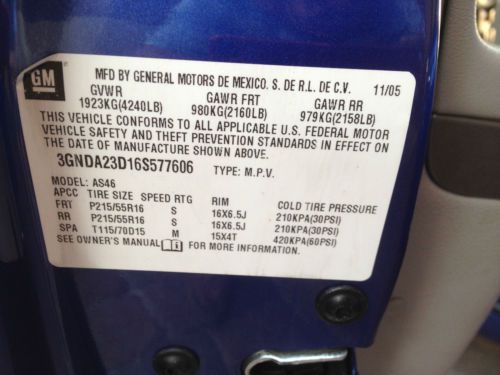 GM
MFD BY GENERAL MOTORS DE MEXICO. S. DE R.L. DE C.V. 11/05
GVWR GAWR FRT GAWR RR
1923KG(4240LB) 980KG(2160LB) 979KG(2158LB)
THIS VEHICLE CONFORMS TO ALL APPLICABLE U.S. FEDERAL MOTOR
VEHICLE SAFETY AND THEFT PREVENTION STANDARDS IN EFFECT ON
THE DATE OF MANUFACTURE SHOWN ABOVE.
3GNDA23D16S577606 TYPE: M.P.V.
MODEL: AS46
APCC TIRE SIZE SPEED RTG RIM COLD TIRE PRESSURE
FRT P215/55R16 S 16X6.5J 210KPA(30PSI)
RR P215/55R16 S 16X6.5J 210KPA(30PSI)
SPA T115/70D15 M 15X4T 420KPA(60PSI)
SEE OWNER'S MANUAL FOR MORE INFORMATION.